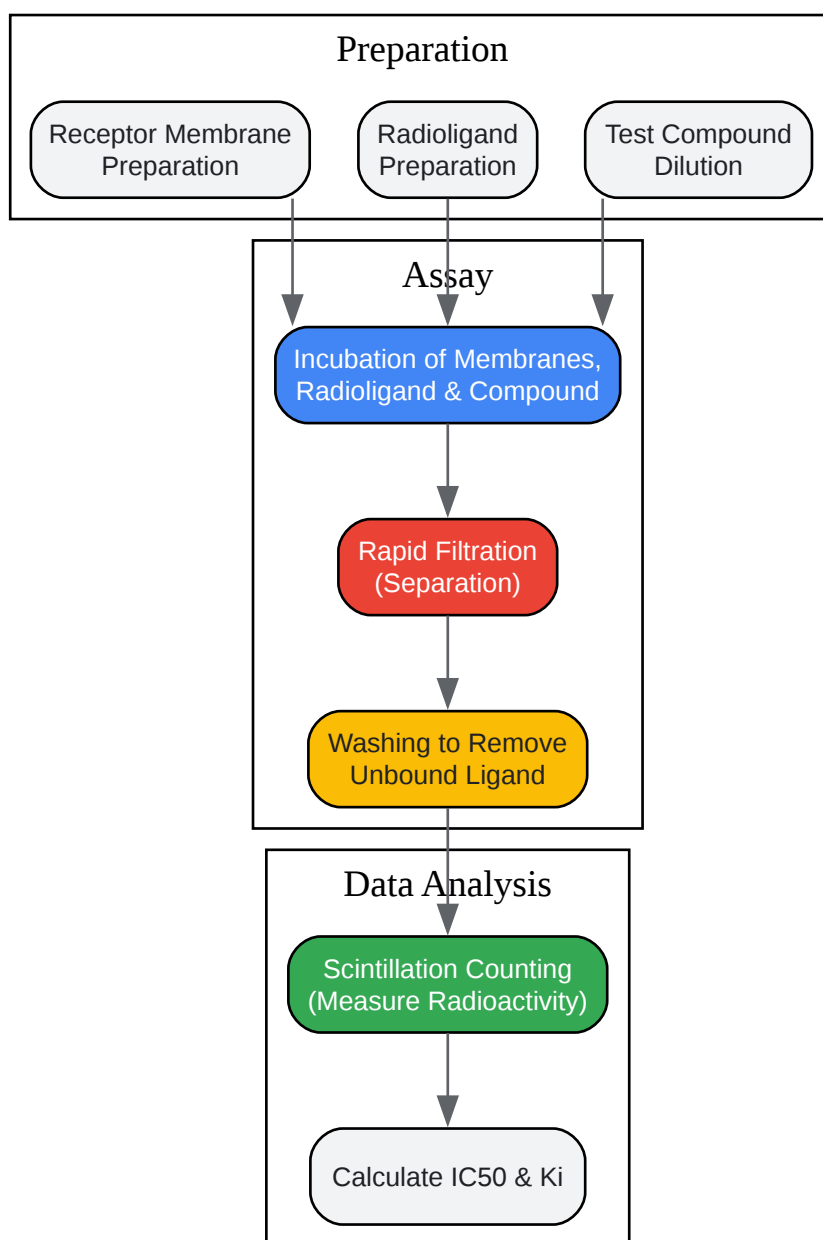 Preparation
Receptor Membrane
Preparation
Radioligand
Preparation
Test Compound
Dilution
Assay
Incubation of Membranes,
Radioligand & Compound
Rapid Filtration
(Separation)
Washing to Remove
Unbound Ligand
Data Analysis
Scintillation Counting
(Measure Radioactivity)
Calculate IC50 & Ki